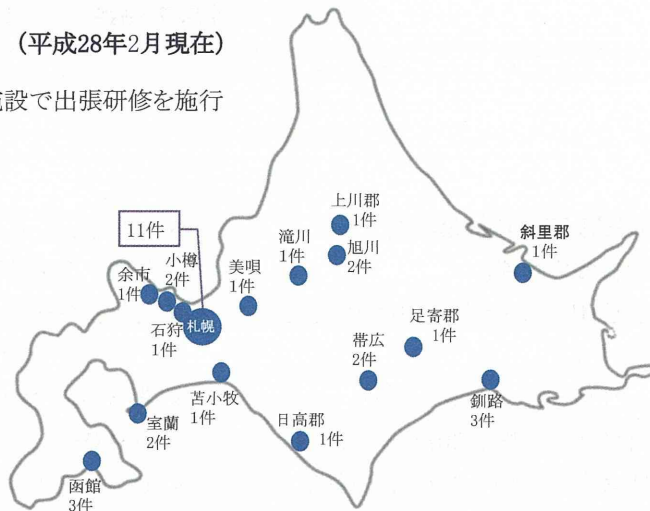 (平成28年2月現在)
設で出張研修を施行
上川郡
1件
11件
滝川
1件
旭川
2件
斜里郡
1件
小樽
2件
美唄
1件
余市
1件
札幌
石狩
1件
足寄郡
1件
帯広
2件
苫小牧
1件
釧路
3件
室蘭
2件
日高郡 1件
函館
3件